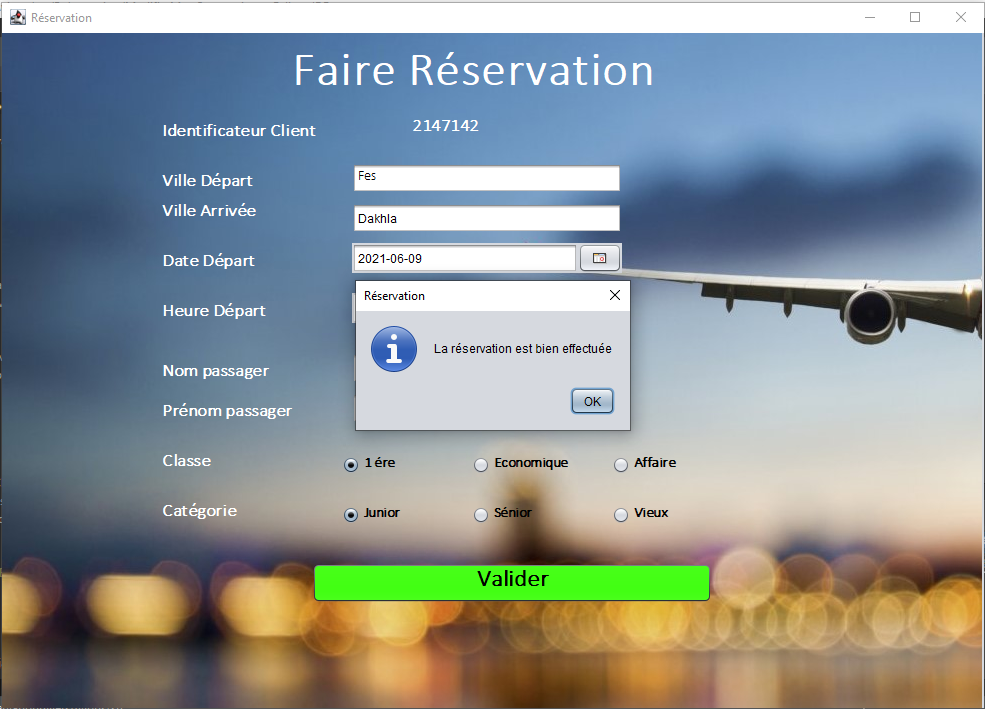 Réservation
Faire Réservation
Identificateur Client 2147142
Ville Départ Fes
Ville Arrivée Dakhla
Date Départ 2021-06-09
Réservation
Heure Départ
La réservation est bien effectuée
Nom passager
OK
Prénom passager
Classe 1 ére Economique Affaire
Catégorie Junior Sénior Vieux
Valider